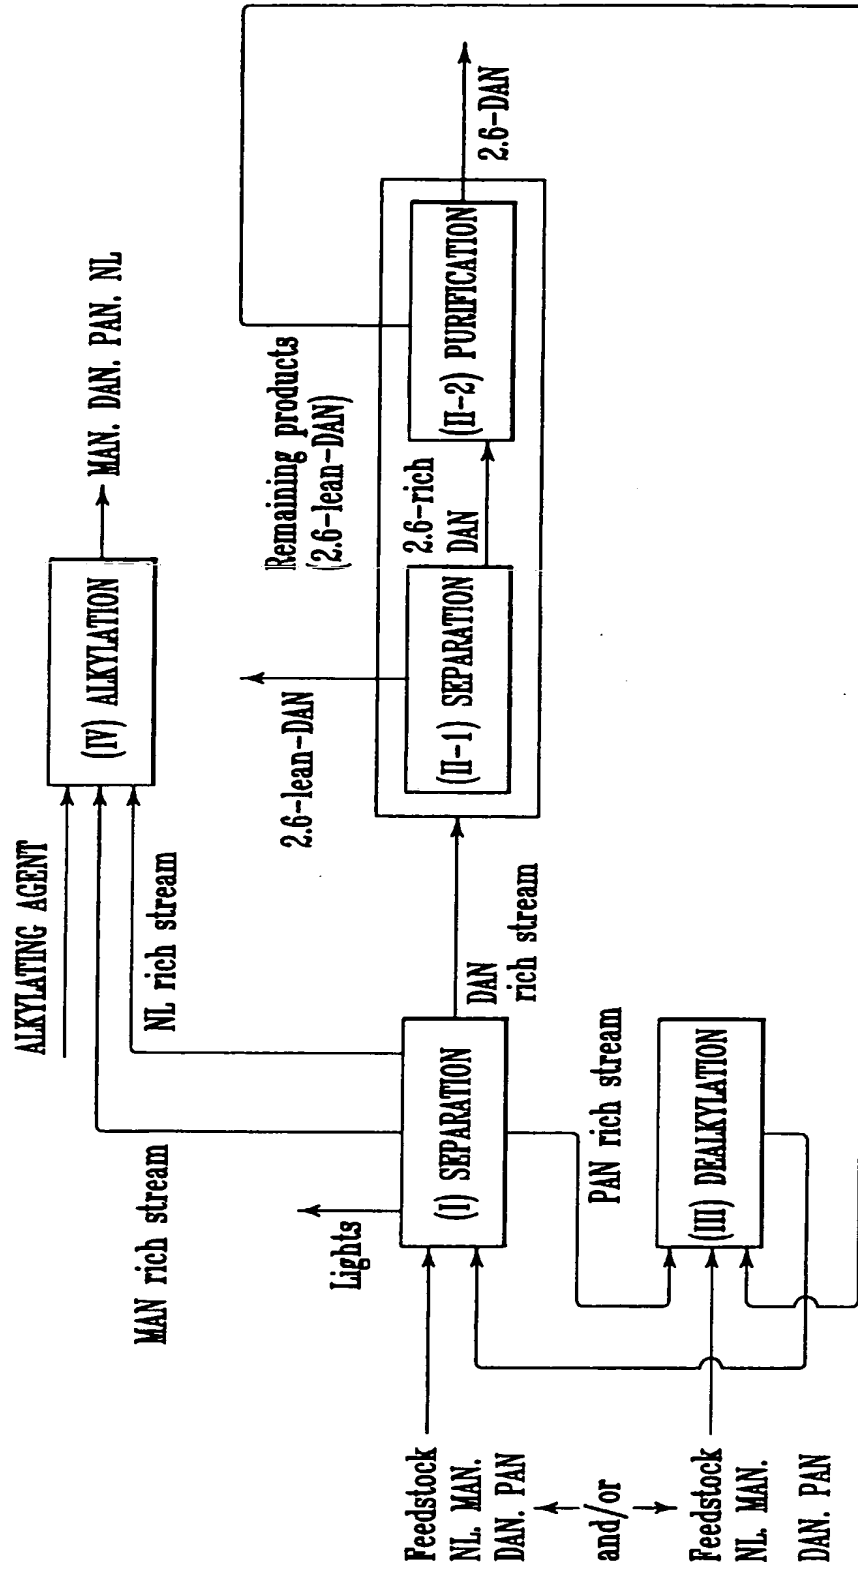 ALKYLATING AGENT
MAN rich stream
NL rich stream
(IV) ALKYLATION
MAN. DAN. PAN. NL
Lights
2.6-lean-DAN
Remaining products
(2.6-lean-DAN)
Feedstock
NL. MAN.
DAN. PAN
(I) SEPARATION
DAN
rich stream
(II-1) SEPARATION
2.6-rich
DAN
(II-2) PURIFICATION
2.6-DAN
and/or
PAN rich stream
Feedstock
NL. MAN.
DAN. PAN
(III) DEALKYLATION